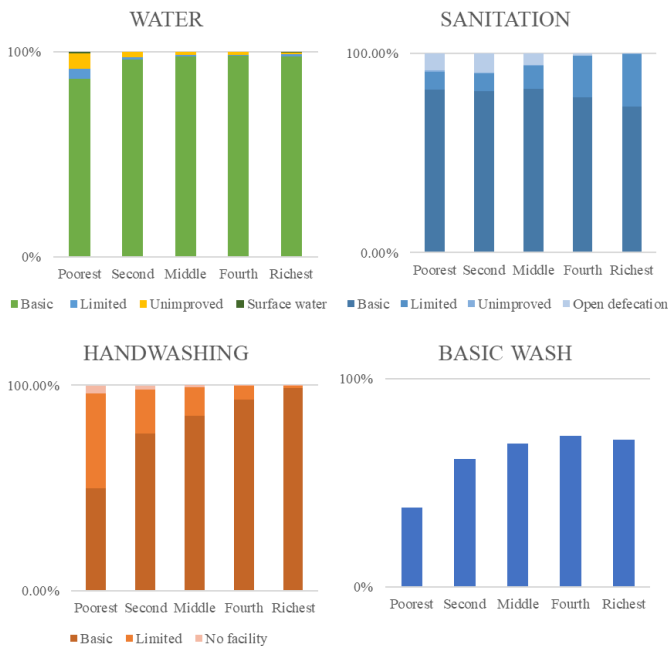 WATER
100%
0%
Poorest Second Middle Fourth Richest
Basic Limited Unimproved Surface water
SANITATION
100.00%
0.00%
Poorest Second Middle Fourth Richest
Basic Limited Unimproved Open defecation
HANDWASHING
100.00%
0.00%
Poorest Second Middle Fourth Richest
Basic Limited No facility
BASIC WASH
100%
0%
Poorest Second Middle Fourth Richest